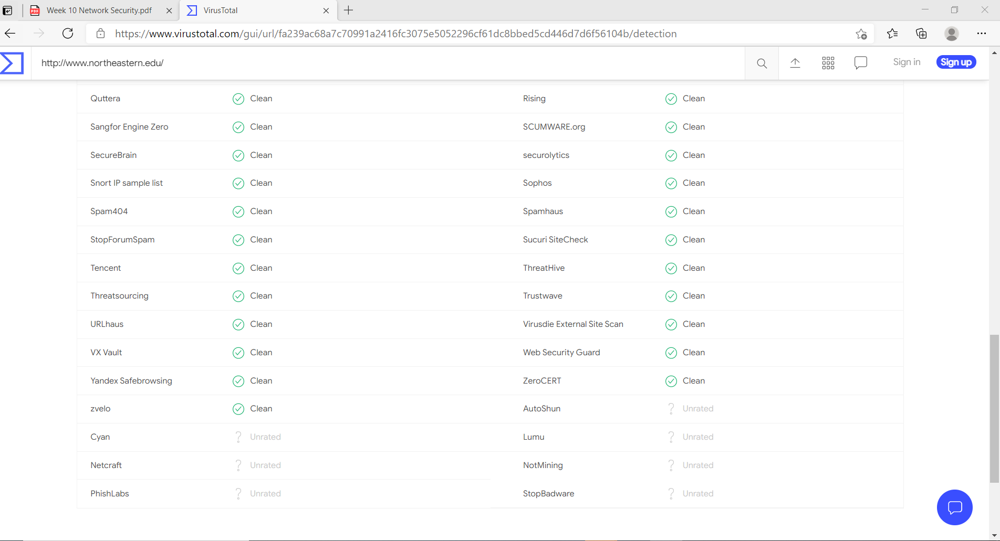 Week 10 Network Security.pdf
VirusTotal
https://www.virustotal.com/gui/url/fa239ac68a7c70991a2416fc3075e5052296cf61dc8bbed5cd446d7d6f56104b/detection
http://www.northeastern.edu/
Sign in
Sign up
Quttera Clean Rising Clean
Sangfor Engine Zero Clean SCUMWARE.org Clean
SecureBrain Clean securolytics Clean
Snort IP sample list Clean Sophos Clean
Spam404 Clean Spamhaus Clean
StopForumSpam Clean Sucuri SiteCheck Clean
Tencent Clean ThreatHive Clean
Threatsourcing Clean Trustwave Clean
URLhaus Clean Virusdie External Site Scan Clean
VX Vault Clean Web Security Guard Clean
Yandex Safebrowsing Clean ZeroCERT Clean
zvelo Clean AutoShun ? Unrated
Cyan ? Unrated Lumu ? Unrated
Netcraft ? Unrated NotMining ? Unrated
PhishLabs ? Unrated StopBadware ? Unrated